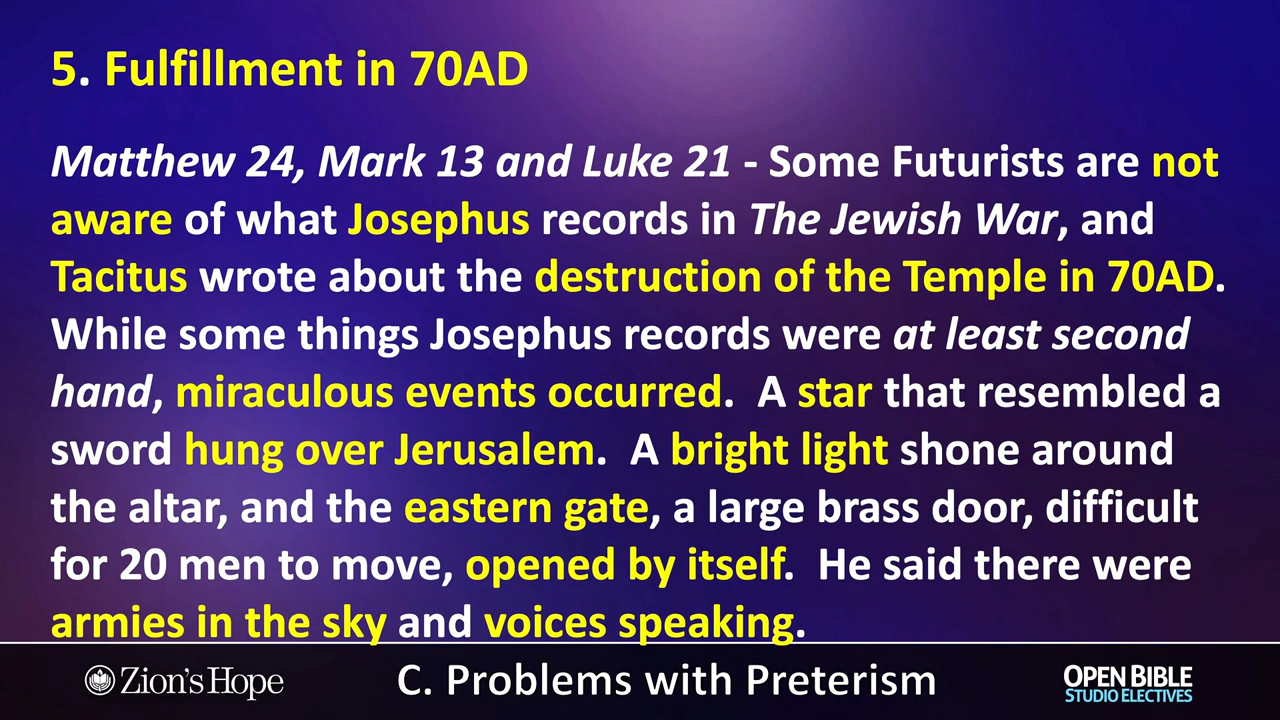 5. Fulfillment in 70AD
Matthew 24, Mark 13 and Luke 21 - Some Futurists are not
aware of what Josephus records in The Jewish War, and
Tacitus wrote about the destruction of the Temple in 70AD.
While some things Josephus records were at least second
hand, miraculous events occurred.  A star that resembled a
sword hung over Jerusalem.  A bright light shone around
the altar, and the eastern gate, a large brass door, difficult
for 20 men to move, opened by itself.  He said there were
armies in the sky and voices speaking.
Zion's Hope
C. Problems with Preterism
OPEN BIBLE
STUDIO ELECTIVES